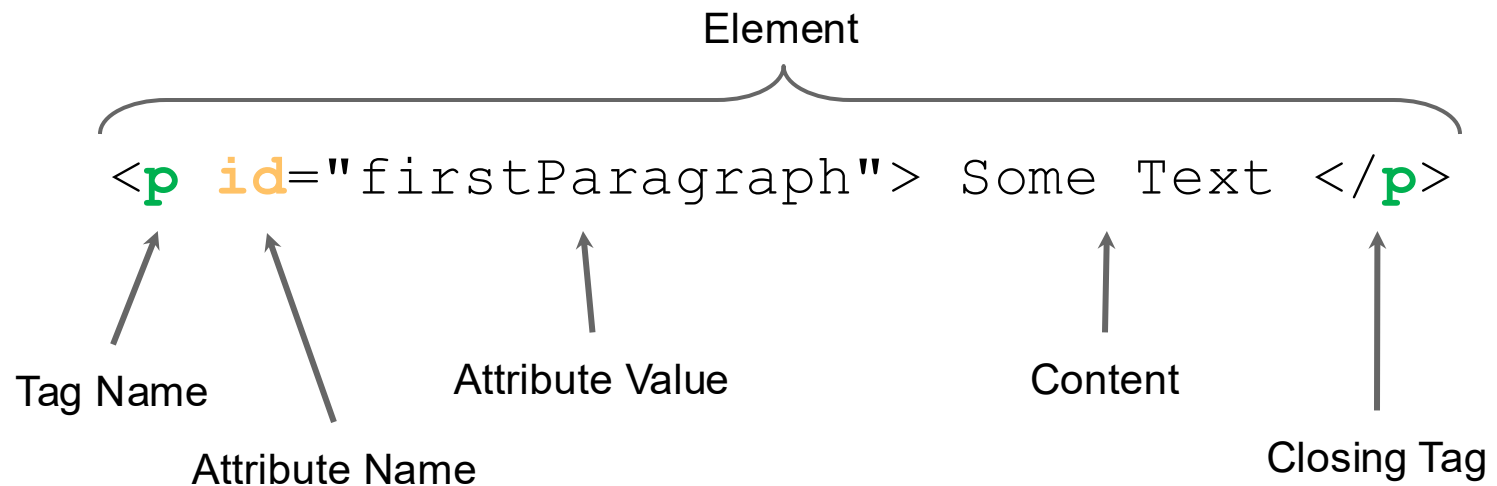 Element
<p id="firstParagraph"> Some Text </p>
Tag Name
Attribute Name
Attribute Value
Content
Closing Tag